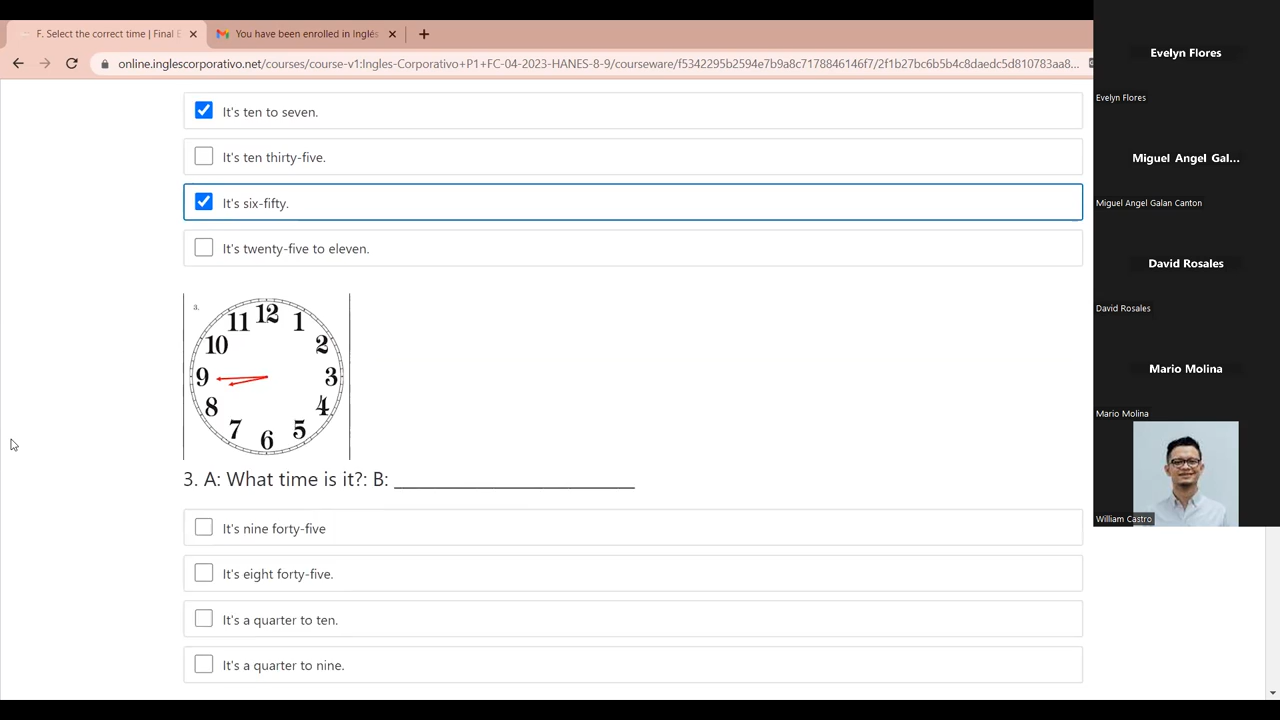 F. Select the correct time | Final E
You have been enrolled in Inglés
online.inglescorporativo.net/courses/course-v1:Ingles-Corporativo+P1+FC-04-2023-HANES-8-9/courseware/f5342295b2594e7b9a8c7178846146f7/2f1b27bc6b5b4c8daedc5d810783aa8...
It's ten to seven.
It's ten thirty-five.
It's six-fifty.
It's twenty-five to eleven.
a.
12
11 1
10 2
9 3
8 4
7 5
6
3. A: What time is it?: B: ________________________
It's nine forty-five
It's eight forty-five.
It's a quarter to ten.
It's a quarter to nine.
Evelyn Flores
Evelyn Flores
Miguel Angel Gal...
Miguel Angel Galan Canton
David Rosales
David Rosales
Mario Molina
Mario Molina
William Castro